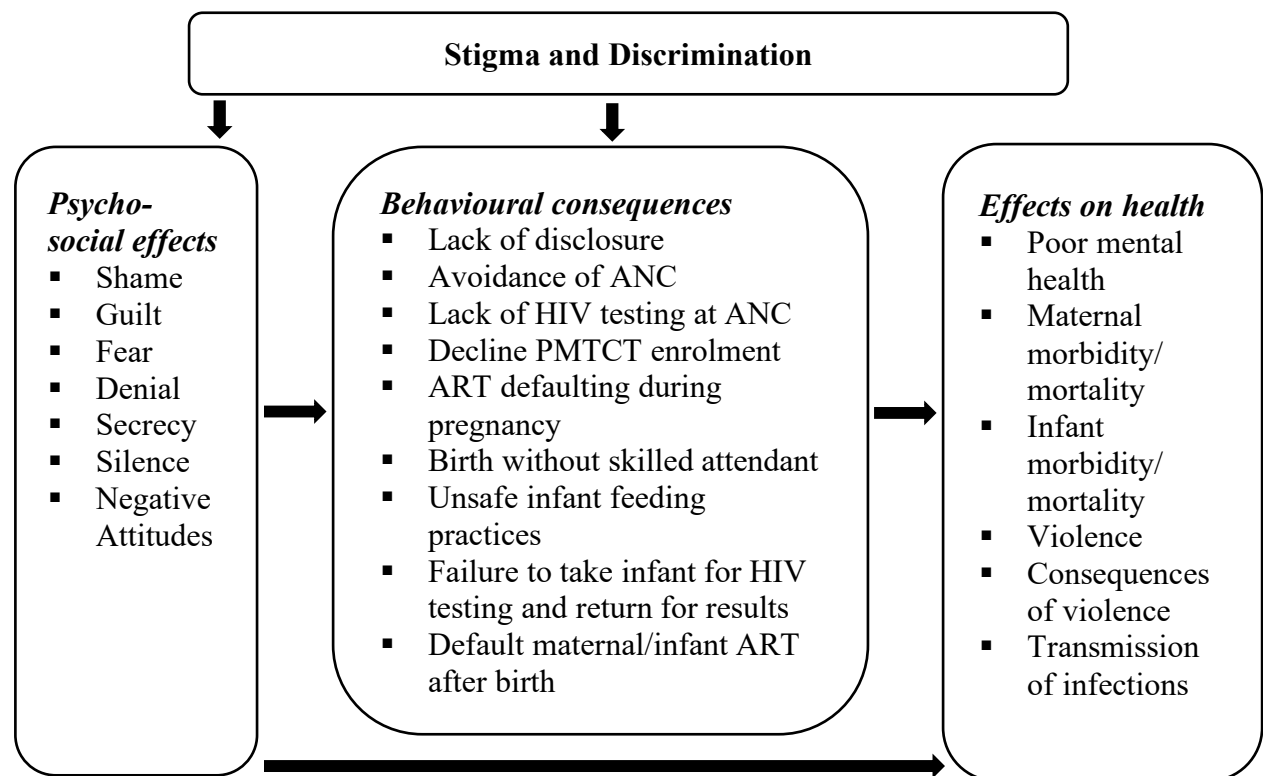 Stigma and Discrimination
Psycho-
social effects
▪ Shame
▪ Guilt
▪ Fear
▪ Denial
▪ Secrecy
▪ Silence
▪ Negative
Attitudes
Behavioural consequences
▪ Lack of disclosure
▪ Avoidance of ANC
▪ Lack of HIV testing at ANC
▪ Decline PMTCT enrolment
▪ ART defaulting during
pregnancy
▪ Birth without skilled attendant
▪ Unsafe infant feeding
practices
▪ Failure to take infant for HIV
testing and return for results
▪ Default maternal/infant ART
after birth
Effects on health
▪ Poor mental
health
▪ Maternal
morbidity/
mortality
▪ Infant
morbidity/
mortality
▪ Violence
▪ Consequences
of violence
▪ Transmission
of infections